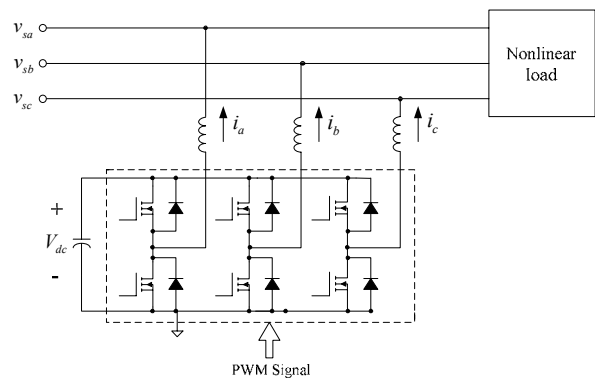 v_sa
v_sb
v_sc
Nonlinear
load
i_a
i_b
i_c
+
V_dc
-
PWM Signal